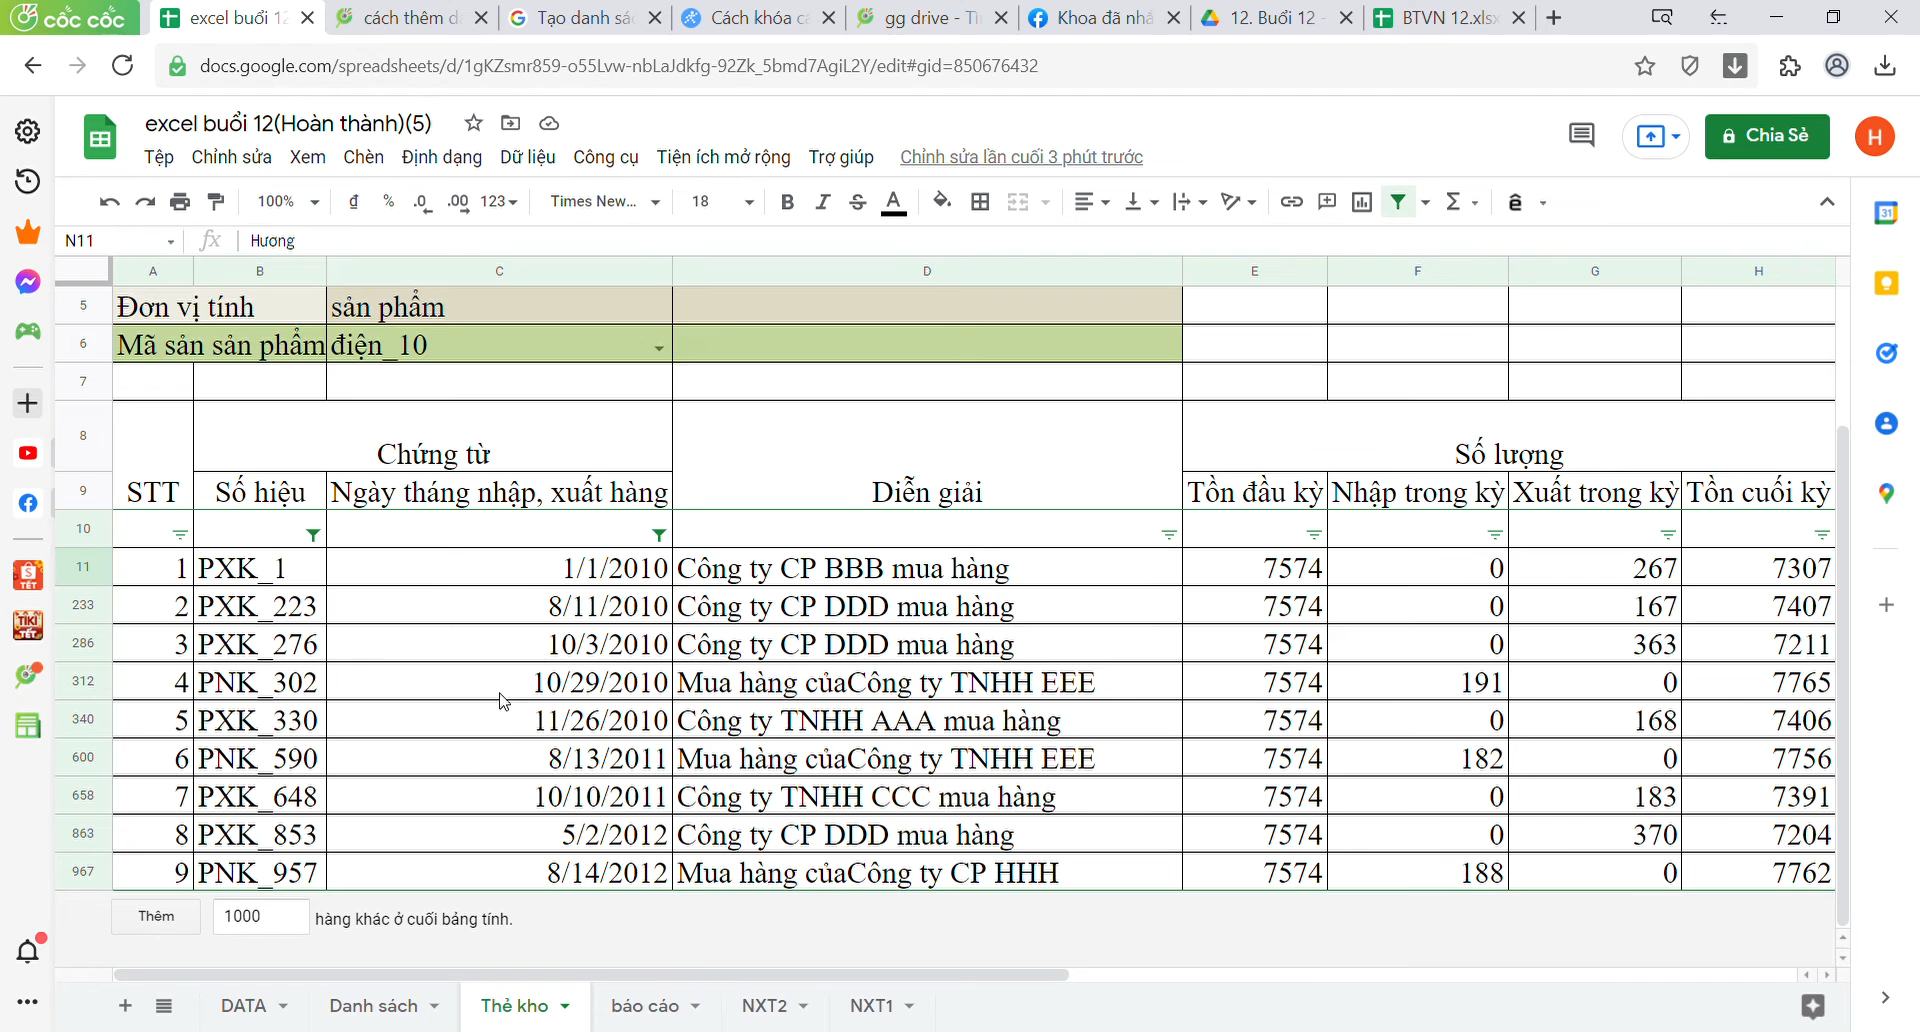 cốc cốc
excel buổi 12
cách thêm d
Tạo danh sá
Cách khóa c
gg drive - Tì
Khoa đã nhắ
12. Buổi 12 -
BTVN 12.xlsx
docs.google.com/spreadsheets/d/1gKZsmr859-o55Lvw-nbLaJdkfg-92Zk_5bmd7AgiL2Y/edit#gid=850676432
excel buổi 12(Hoàn thành)(5)
Chia Sẻ
H
Tệp Chỉnh sửa Xem Chèn Định dạng Dữ liệu Công cụ Tiện ích mở rộng Trợ giúp Chỉnh sửa lần cuối 3 phút trước
100% đ % .0 .00 123 Times New... 18 B I S A Σ ê
31
N11 fx Hương
A B C D E F G H
5 Đơn vị tính sản phẩm
6 Mã sản sản phẩm điện_10
7
8 Chứng từ Số lượng
9 STT Số hiệu Ngày tháng nhập, xuất hàng Diễn giải Tồn đầu kỳ Nhập trong kỳ Xuất trong kỳ Tồn cuối kỳ
10
11 1 PXK_1 1/1/2010 Công ty CP BBB mua hàng 7574 0 267 7307
233 2 PXK_223 8/11/2010 Công ty CP DDD mua hàng 7574 0 167 7407
286 3 PXK_276 10/3/2010 Công ty CP DDD mua hàng 7574 0 363 7211
312 4 PNK_302 10/29/2010 Mua hàng củaCông ty TNHH EEE 7574 191 0 7765
340 5 PXK_330 11/26/2010 Công ty TNHH AAA mua hàng 7574 0 168 7406
600 6 PNK_590 8/13/2011 Mua hàng củaCông ty TNHH EEE 7574 182 0 7756
658 7 PXK_648 10/10/2011 Công ty TNHH CCC mua hàng 7574 0 183 7391
863 8 PXK_853 5/2/2012 Công ty CP DDD mua hàng 7574 0 370 7204
967 9 PNK_957 8/14/2012 Mua hàng củaCông ty CP HHH 7574 188 0 7762
TẾT
TIKI
TẾT
Thêm 1000 hàng khác ở cuối bảng tính.
DATA Danh sách Thẻ kho báo cáo NXT2 NXT1